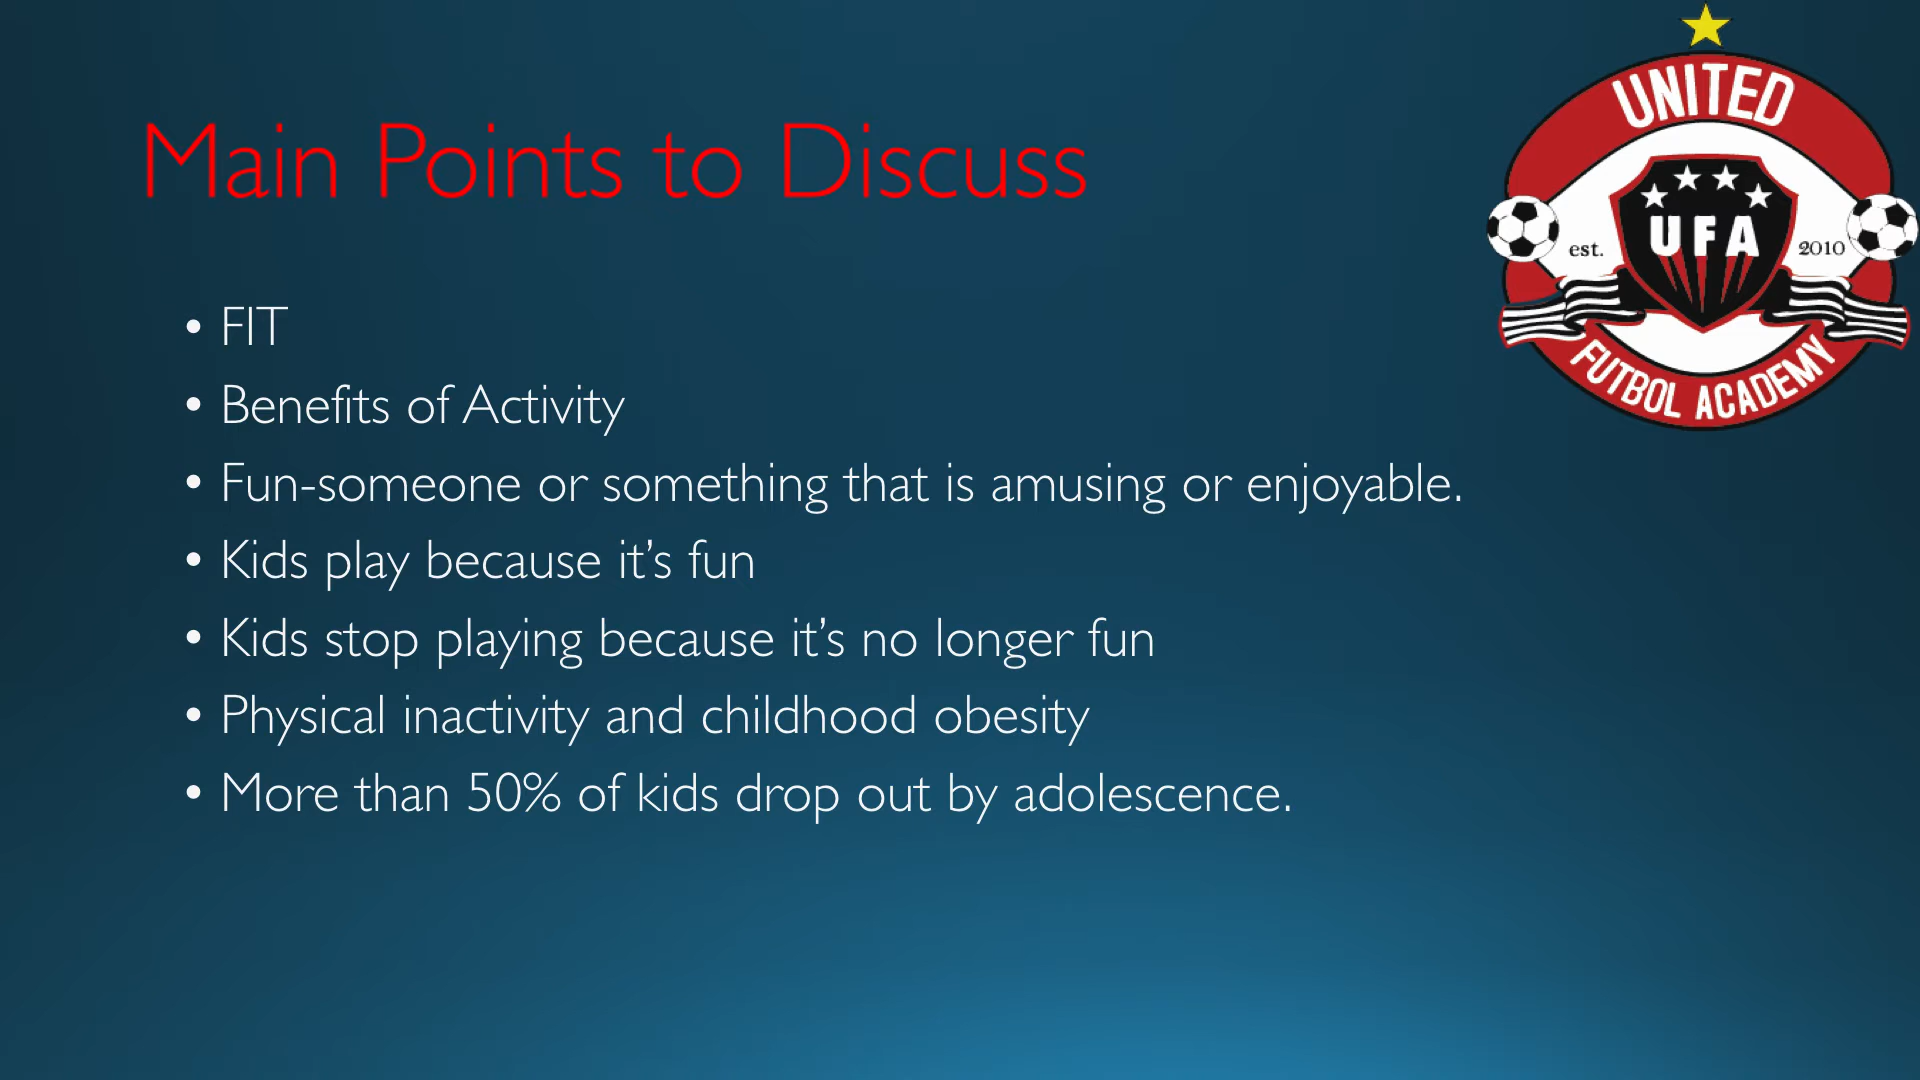 Main Points to Discuss
• FIT
• Benefits of Activity
• Fun-someone or something that is amusing or enjoyable.
• Kids play because it’s fun
• Kids stop playing because it’s no longer fun
• Physical inactivity and childhood obesity
• More than 50% of kids drop out by adolescence.
UNITED
UFA
est. 2010
FUTBOL ACADEMY